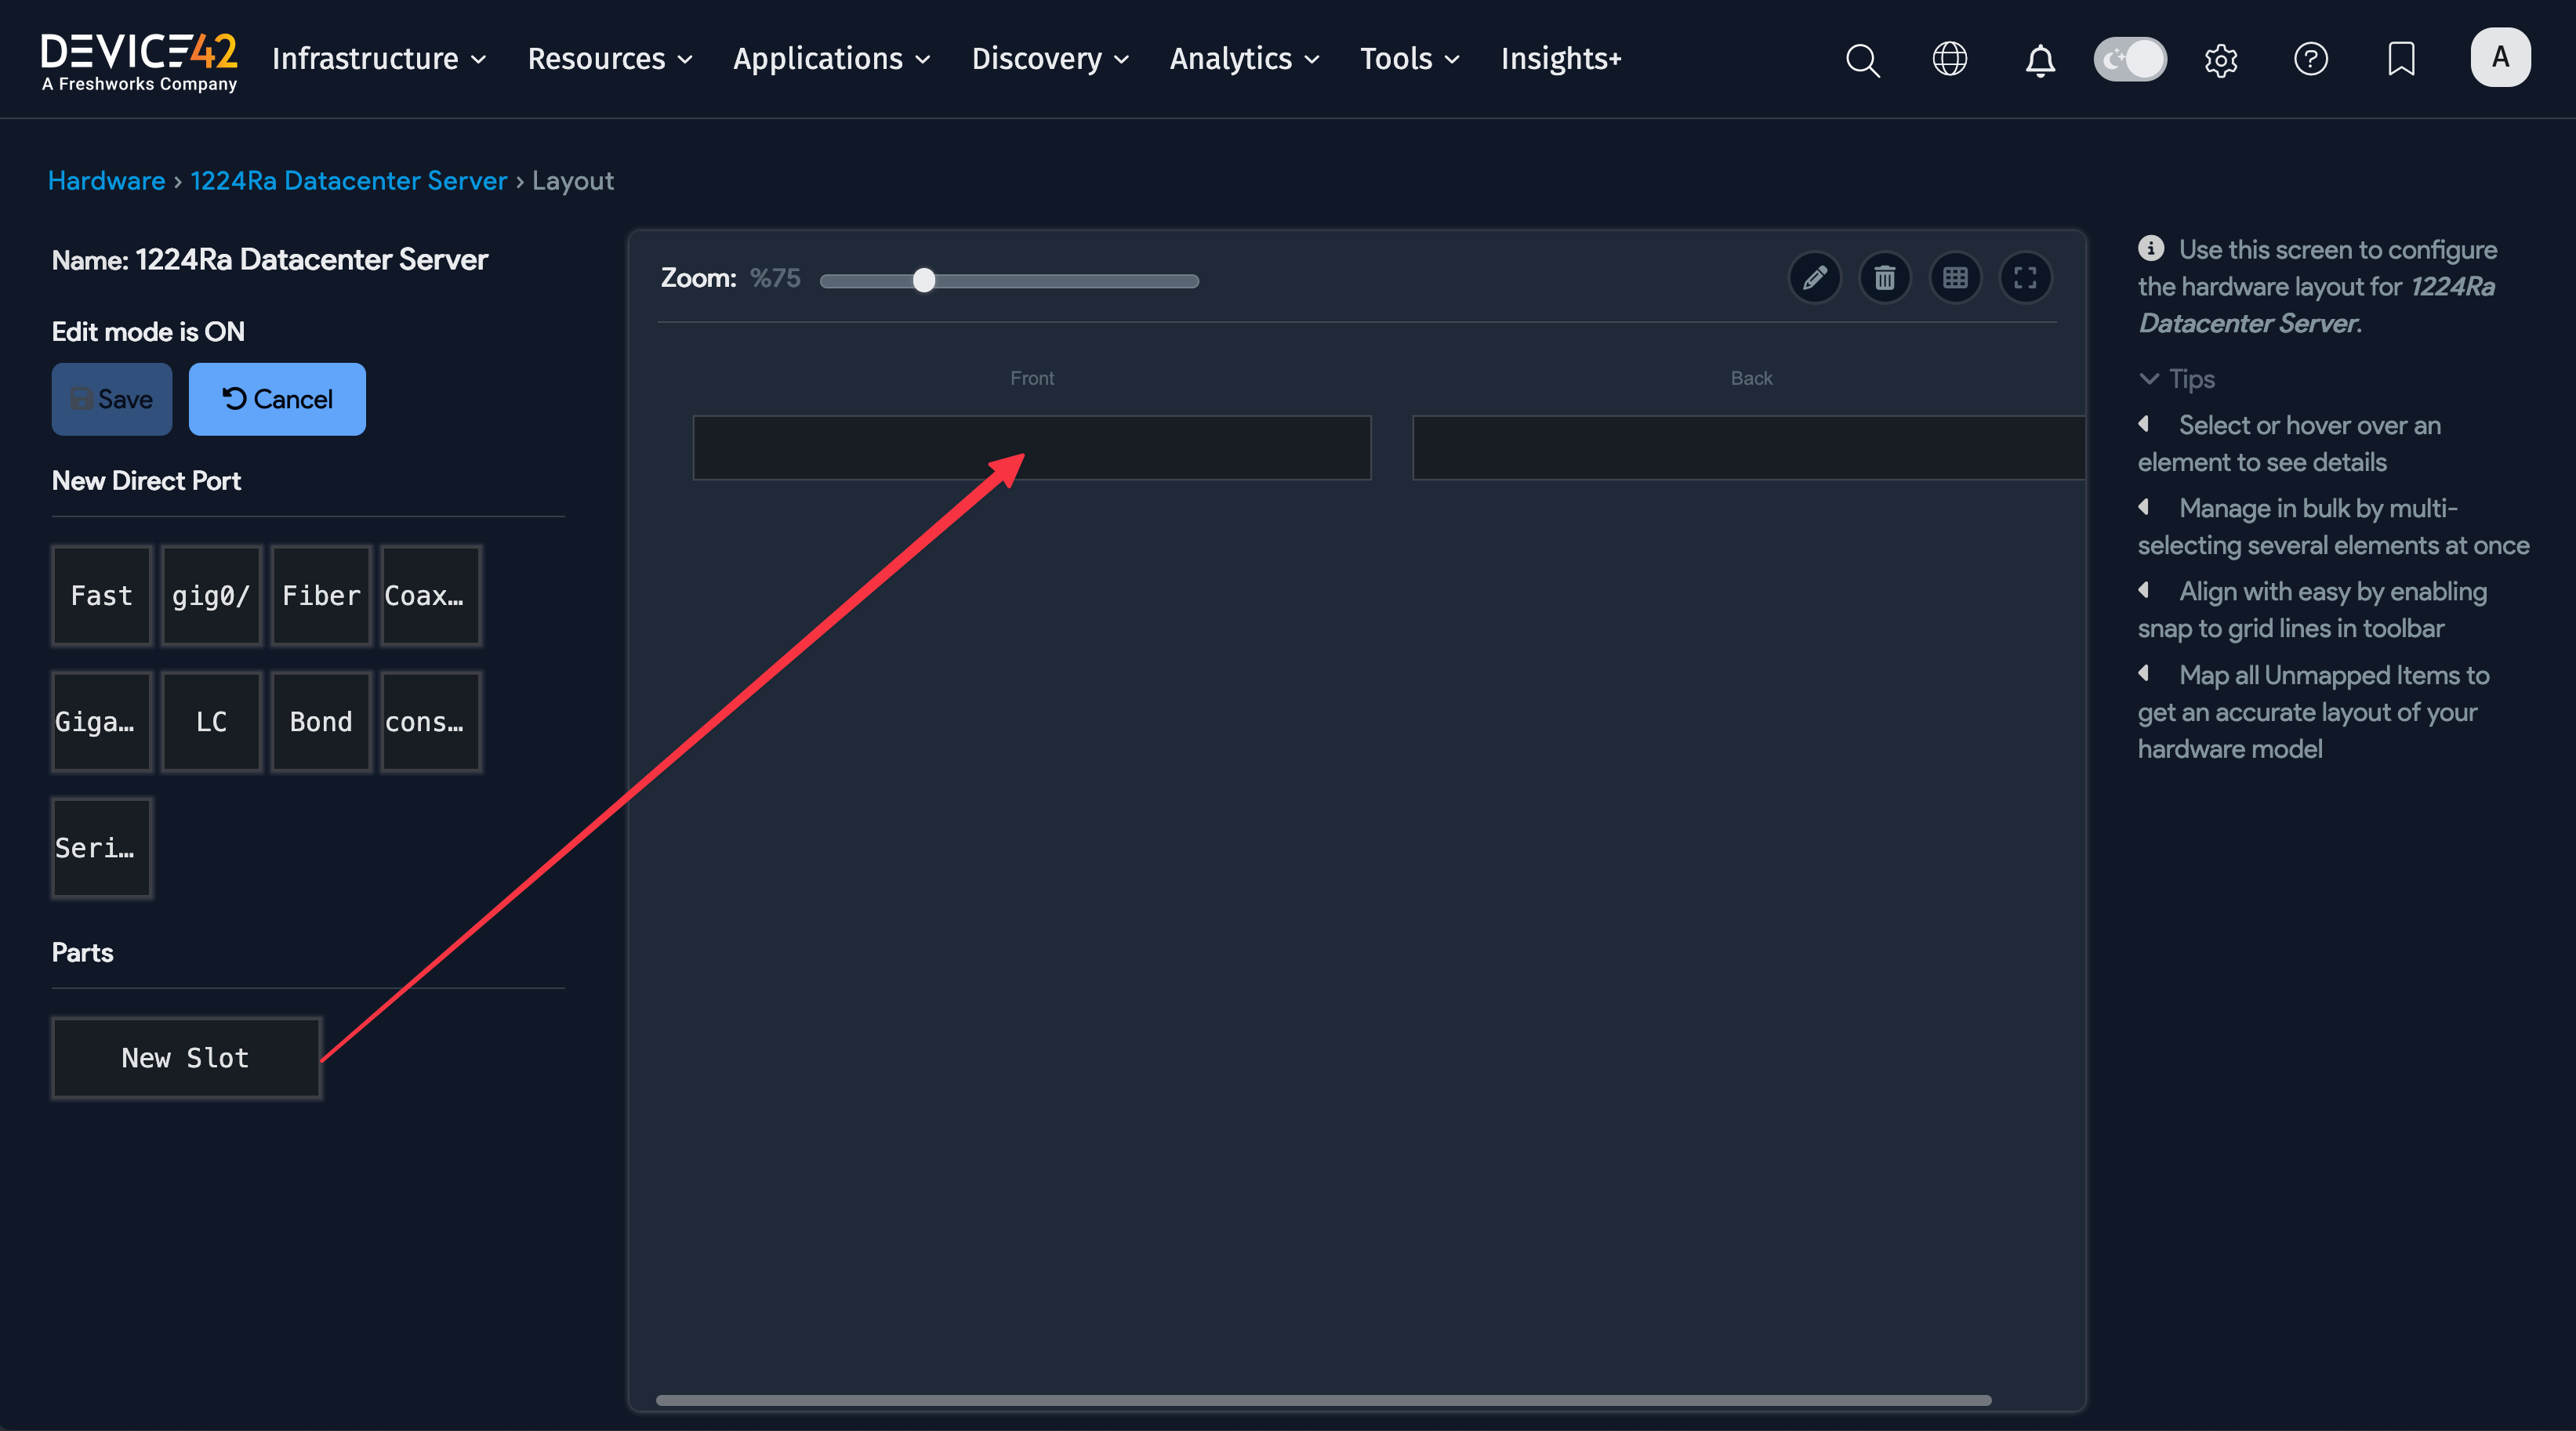 DEVICE42
A Freshworks Company
Infrastructure
Resources
Applications
Discovery
Analytics
Tools
Insights+
A
Hardware › 1224Ra Datacenter Server › Layout
Name: 1224Ra Datacenter Server
Edit mode is ON
Save
Cancel
New Direct Port
Fast
gig0/
Fiber
Coax...
Giga...
LC
Bond
cons...
Seri...
Parts
New Slot
Zoom: %75
Front
Back
Use this screen to configure
the hardware layout for 1224Ra
Datacenter Server.
Tips
Select or hover over an
element to see details
Manage in bulk by multi-
selecting several elements at once
Align with easy by enabling
snap to grid lines in toolbar
Map all Unmapped Items to
get an accurate layout of your
hardware model